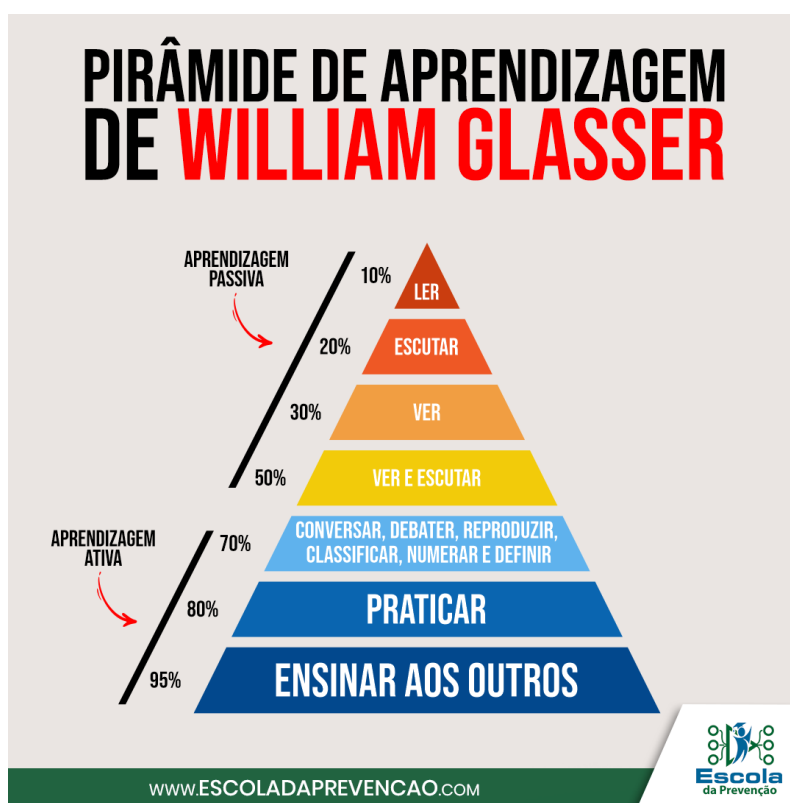 PIRÂMIDE DE APRENDIZAGEM
DE WILLIAM GLASSER
APRENDIZAGEM
PASSIVA
10%
LER
20%
ESCUTAR
30%
VER
50%
VER E ESCUTAR
APRENDIZAGEM
ATIVA
70%
CONVERSAR, DEBATER, REPRODUZIR,
CLASSIFICAR, NUMERAR E DEFINIR
80%
PRATICAR
95%
ENSINAR AOS OUTROS
WWW.ESCOLADAPREVENCAO.COM
Escola
da Prevenção